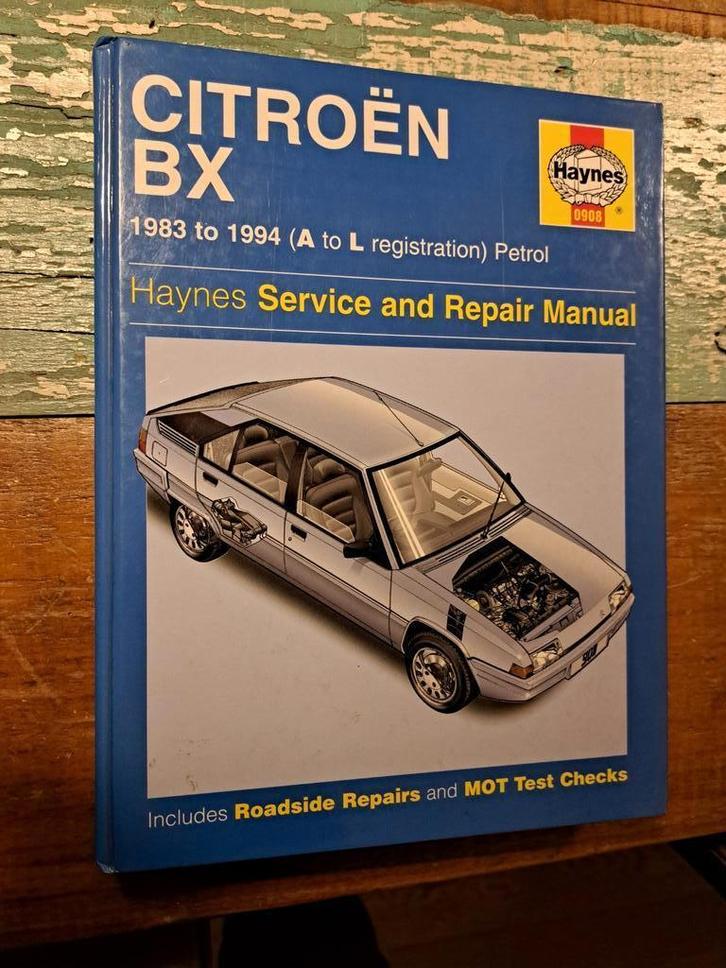 CITROËN
BX
1983 to 1994 (A to L registration) Petrol
Haynes
0908
®
Haynes Service and Repair Manual
Includes Roadside Repairs and MOT Test Checks